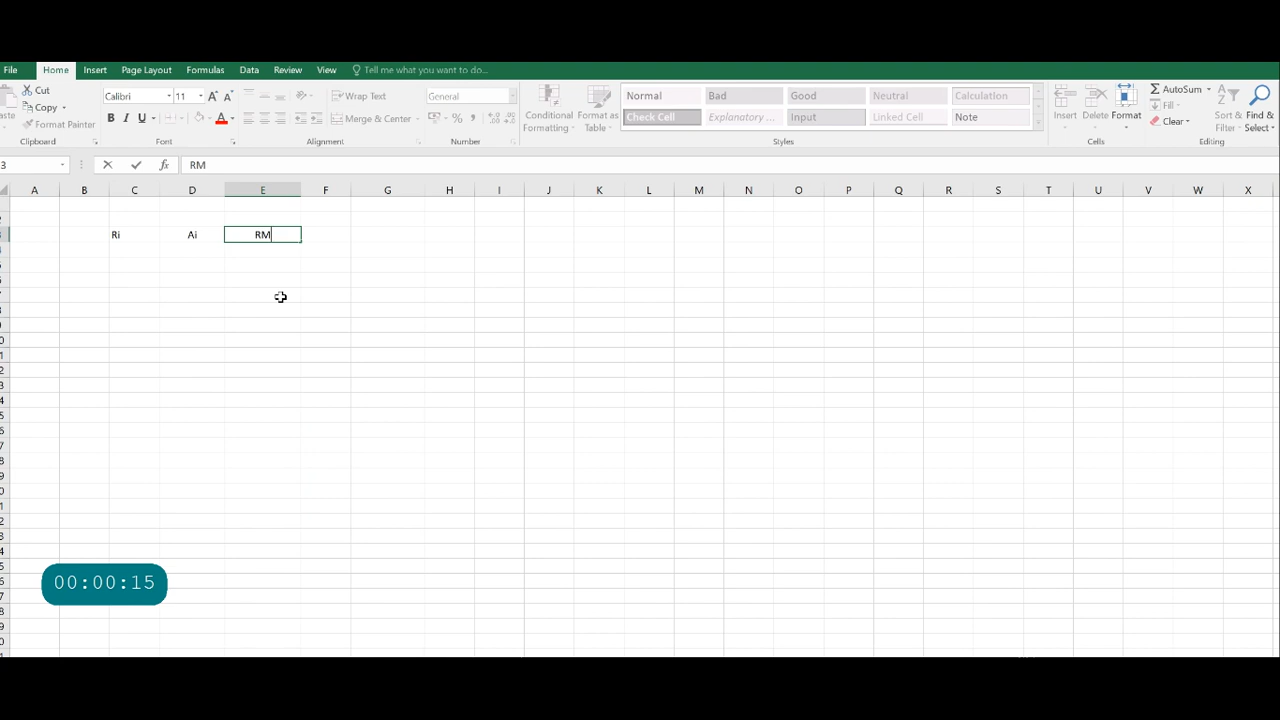 File Home Insert Page Layout Formulas Data Review View Tell me what you want to do...
Cut
Copy
Format Painter
Calibri 11
B I U
Wrap Text
Merge & Center
General
Conditional Formatting
Format as Table
Normal Bad Good Neutral Calculation
Check Cell Explanatory ... Input Linked Cell Note
Insert Delete Format
AutoSum
Fill
Clear
Sort & Filter
Find & Select
Clipboard Font Alignment Number Styles Cells Editing
3 fx RM
A B C D E F G H I J K L M N O P Q R S T U V W X
Ri Ai RM
00:00:15